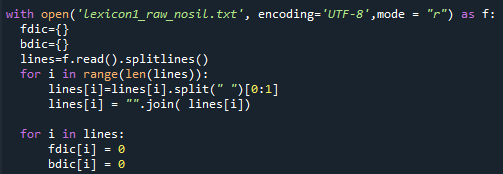 with open('lexicon1_raw_nosil.txt', encoding='UTF-8',mode = "r") as f:
  fdic={}
  bdic={}
  lines=f.read().splitlines()
  for i in range(len(lines)):
      lines[i]=lines[i].split(" ")[0:1]
      lines[i] = "".join( lines[i])

  for i in lines:
      fdic[i] = 0
      bdic[i] = 0